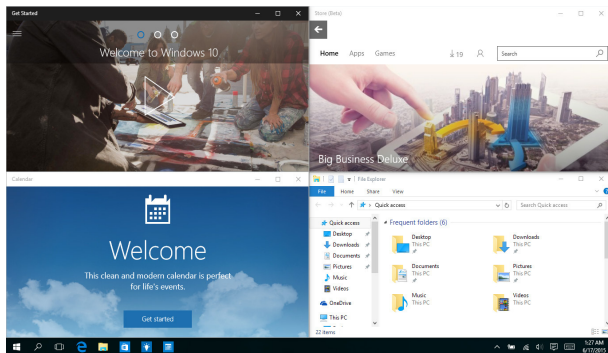 Get Started
Welcome to Windows 10
Store (Beta)
Home Apps Games 19 Search
Big Business Deluxe
Calendar
Welcome
This clean and modern calendar is perfect
for life's events.
Get started
File Explorer
File Home Share View
Quick access Search Quick access
Quick access
Desktop
Downloads
Documents
Pictures
Music
Videos
OneDrive
This PC
22 items
Frequent folders (6)
Desktop
This PC
Downloads
This PC
Documents
This PC
Pictures
This PC
Music
This PC
Videos
This PC
1:27 AM
6/17/2015